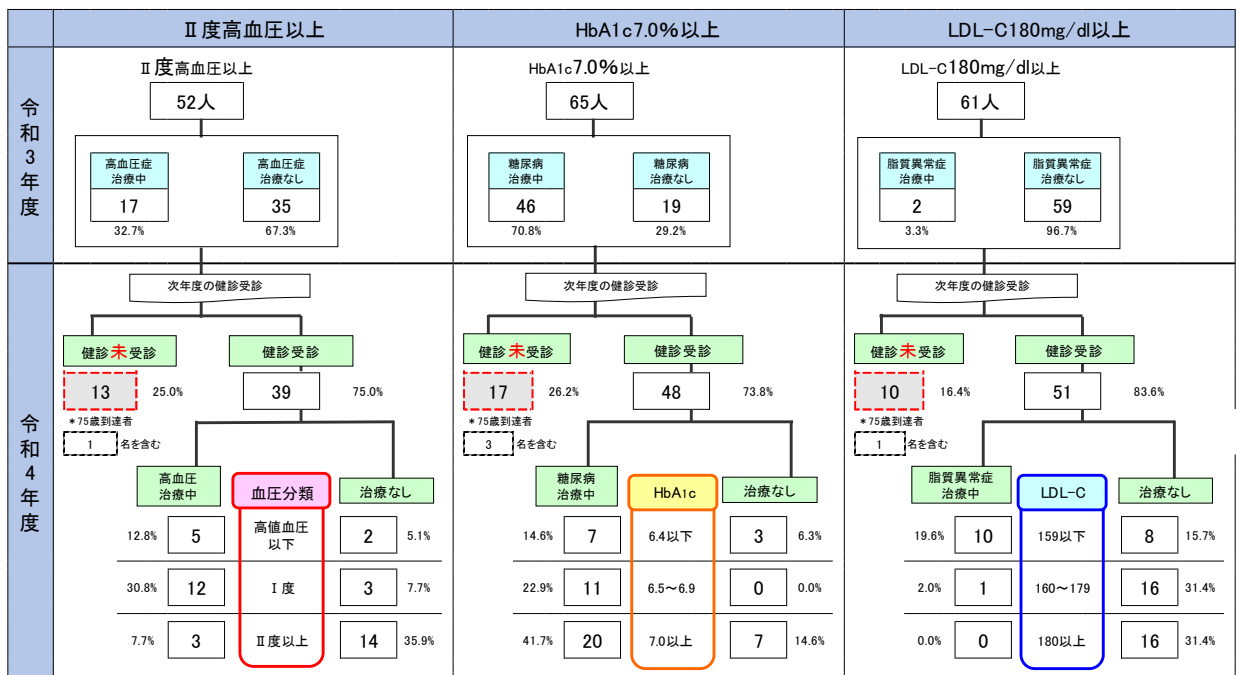 Ⅱ度高血圧以上
HbA1c7.0%以上
LDL-C180mg/dl以上
令和3年度
Ⅱ度高血圧以上
52人
高血圧症
治療中
17
32.7%
高血圧症
治療なし
35
67.3%
HbA1c7.0%以上
65人
糖尿病
治療中
46
70.8%
糖尿病
治療なし
19
29.2%
LDL-C180mg/dl以上
61人
脂質異常症
治療中
2
3.3%
脂質異常症
治療なし
59
96.7%
令和4年度
次年度の健診受診
健診未受診
13
25.0%
*75歳到達者
1 名を含む
健診受診
39
75.0%
高血圧
治療中
血圧分類
治療なし
12.8% 5 高値血圧
以下 2 5.1%
30.8% 12 Ⅰ度 3 7.7%
7.7% 3 Ⅱ度以上 14 35.9%
次年度の健診受診
健診未受診
17
26.2%
*75歳到達者
3 名を含む
健診受診
48
73.8%
糖尿病
治療中
HbA1c
治療なし
14.6% 7 6.4以下 3 6.3%
22.9% 11 6.5~6.9 0 0.0%
41.7% 20 7.0以上 7 14.6%
次年度の健診受診
健診未受診
10
16.4%
*75歳到達者
1 名を含む
健診受診
51
83.6%
脂質異常症
治療中
LDL-C
治療なし
19.6% 10 159以下 8 15.7%
2.0% 1 160~179 16 31.4%
0.0% 0 180以上 16 31.4%